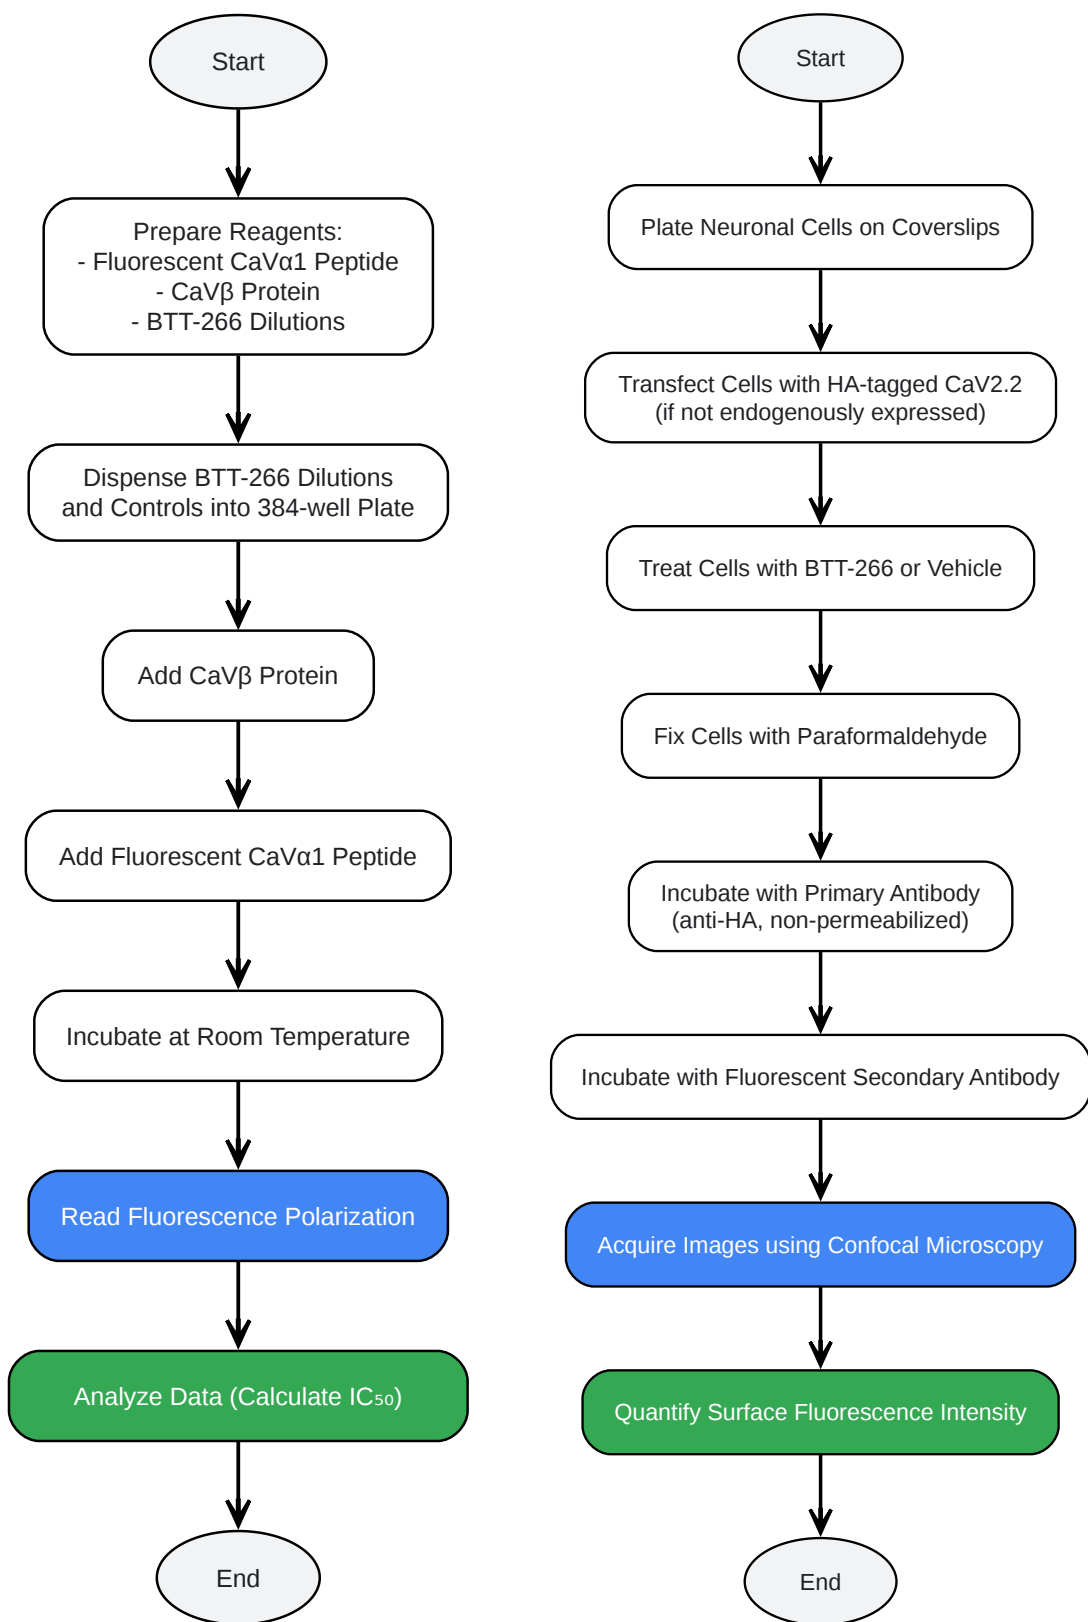 Start
Prepare Reagents:
- Fluorescent CaVα1 Peptide
- CaVβ Protein
- BTT-266 Dilutions
Dispense BTT-266 Dilutions
and Controls into 384-well Plate
Add CaVβ Protein
Add Fluorescent CaVα1 Peptide
Incubate at Room Temperature
Read Fluorescence Polarization
Analyze Data (Calculate IC₅₀)
End
Start
Plate Neuronal Cells on Coverslips
Transfect Cells with HA-tagged CaV2.2
(if not endogenously expressed)
Treat Cells with BTT-266 or Vehicle
Fix Cells with Paraformaldehyde
Incubate with Primary Antibody
(anti-HA, non-permeabilized)
Incubate with Fluorescent Secondary Antibody
Acquire Images using Confocal Microscopy
Quantify Surface Fluorescence Intensity
End